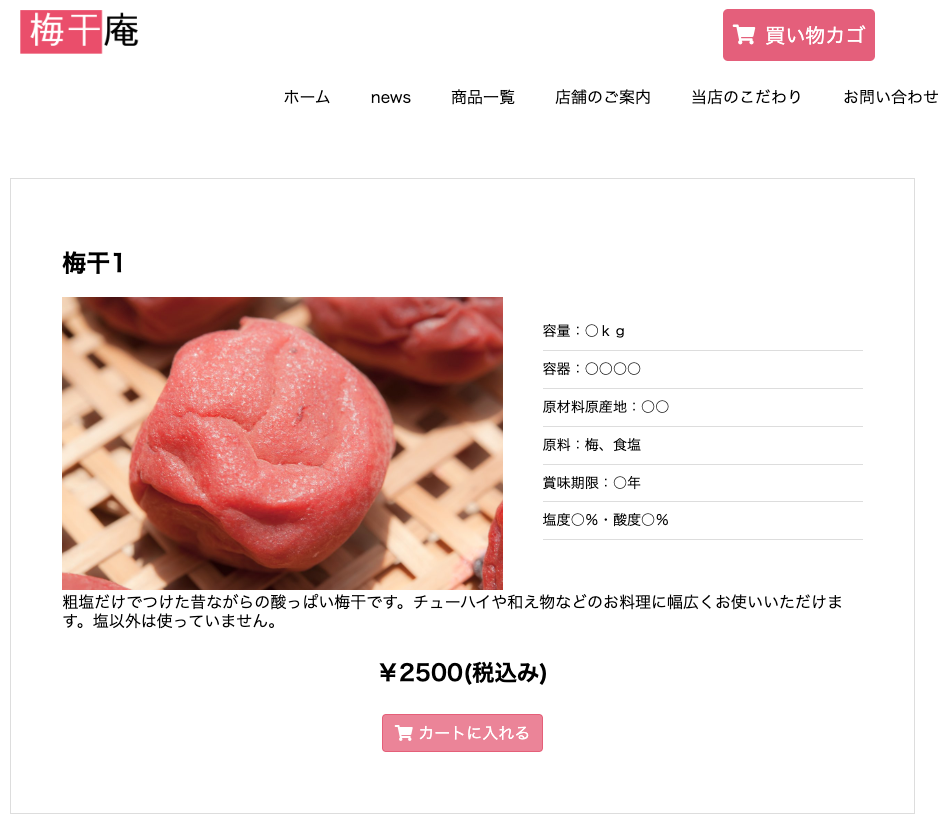 梅干庵
買い物カゴ
ホーム
news
商品一覧
店舗のご案内
当店のこだわり
お問い合わせ
梅干1
容量：○ｋｇ
容器：○○○○
原材料原産地：○○
原料：梅、食塩
賞味期限：○年
塩度○％・酸度○％
粗塩だけでつけた昔ながらの酸っぱい梅干です。チューハイや和え物などのお料理に幅広くお使いいただけま
す。塩以外は使っていません。
￥2500(税込み)
カートに入れる